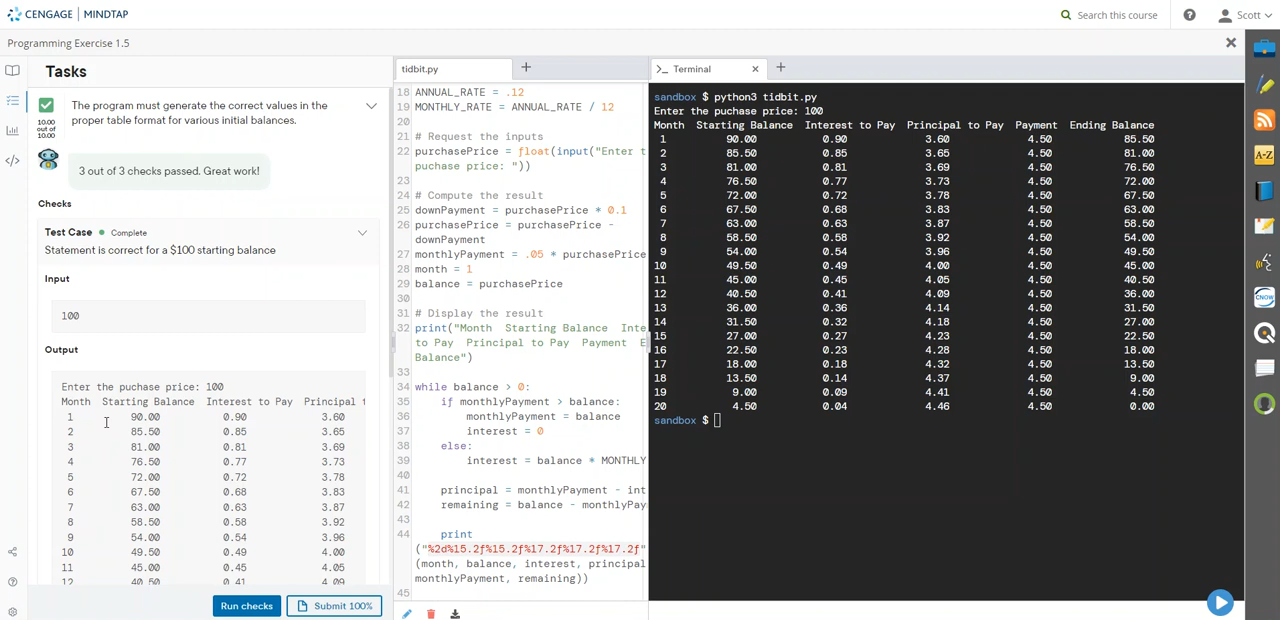 CENGAGE | MINDTAP
Search this course
Scott
Programming Exercise 1.5
Tasks
10.00
out of
10.00
The program must generate the correct values in the
proper table format for various initial balances.
3 out of 3 checks passed. Great work!
Checks
Test Case Complete
Statement is correct for a $100 starting balance
Input
100
Output
Enter the puchase price: 100
Month Starting Balance Interest to Pay Principal t
1 90.00 0.90 3.60
2 85.50 0.85 3.65
3 81.00 0.81 3.69
4 76.50 0.77 3.73
5 72.00 0.72 3.78
6 67.50 0.68 3.83
7 63.00 0.63 3.87
8 58.50 0.58 3.92
9 54.00 0.54 3.96
10 49.50 0.49 4.00
11 45.00 0.45 4.05
12 40.50 0.41 4.09
Run checks
Submit 100%
tidbit.py
18 ANNUAL_RATE = .12
19 MONTHLY_RATE = ANNUAL_RATE / 12
20
21 # Request the inputs
22 purchasePrice = float(input("Enter t
puchase price: "))
23
24 # Compute the result
25 downPayment = purchasePrice * 0.1
26 purchasePrice = purchasePrice -
downPayment
27 monthlyPayment = .05 * purchasePrice
28 month = 1
29 balance = purchasePrice
30
31 # Display the result
32 print("Month  Starting Balance  Inte
to Pay  Principal to Pay  Payment  E
Balance")
33
34 while balance > 0:
35 if monthlyPayment > balance:
36 monthlyPayment = balance
37 interest = 0
38 else:
39 interest = balance * MONTHLY
40
41 principal = monthlyPayment - int
42 remaining = balance - monthlyPay
43
44 print
("%2d%15.2f%15.2f%17.2f%17.2f%17.2f"
(month, balance, interest, principal
monthlyPayment, remaining))
45
Terminal
sandbox $ python3 tidbit.py
Enter the puchase price: 100
Month Starting Balance Interest to Pay Principal to Pay Payment Ending Balance
1 90.00 0.90 3.60 4.50 85.50
2 85.50 0.85 3.65 4.50 81.00
3 81.00 0.81 3.69 4.50 76.50
4 76.50 0.77 3.73 4.50 72.00
5 72.00 0.72 3.78 4.50 67.50
6 67.50 0.68 3.83 4.50 63.00
7 63.00 0.63 3.87 4.50 58.50
8 58.50 0.58 3.92 4.50 54.00
9 54.00 0.54 3.96 4.50 49.50
10 49.50 0.49 4.00 4.50 45.00
11 45.00 0.45 4.05 4.50 40.50
12 40.50 0.41 4.09 4.50 36.00
13 36.00 0.36 4.14 4.50 31.50
14 31.50 0.32 4.18 4.50 27.00
15 27.00 0.27 4.23 4.50 22.50
16 22.50 0.23 4.28 4.50 18.00
17 18.00 0.18 4.32 4.50 13.50
18 13.50 0.14 4.37 4.50 9.00
19 9.00 0.09 4.41 4.50 4.50
20 4.50 0.04 4.46 4.50 0.00
sandbox $
A-Z
CNOW